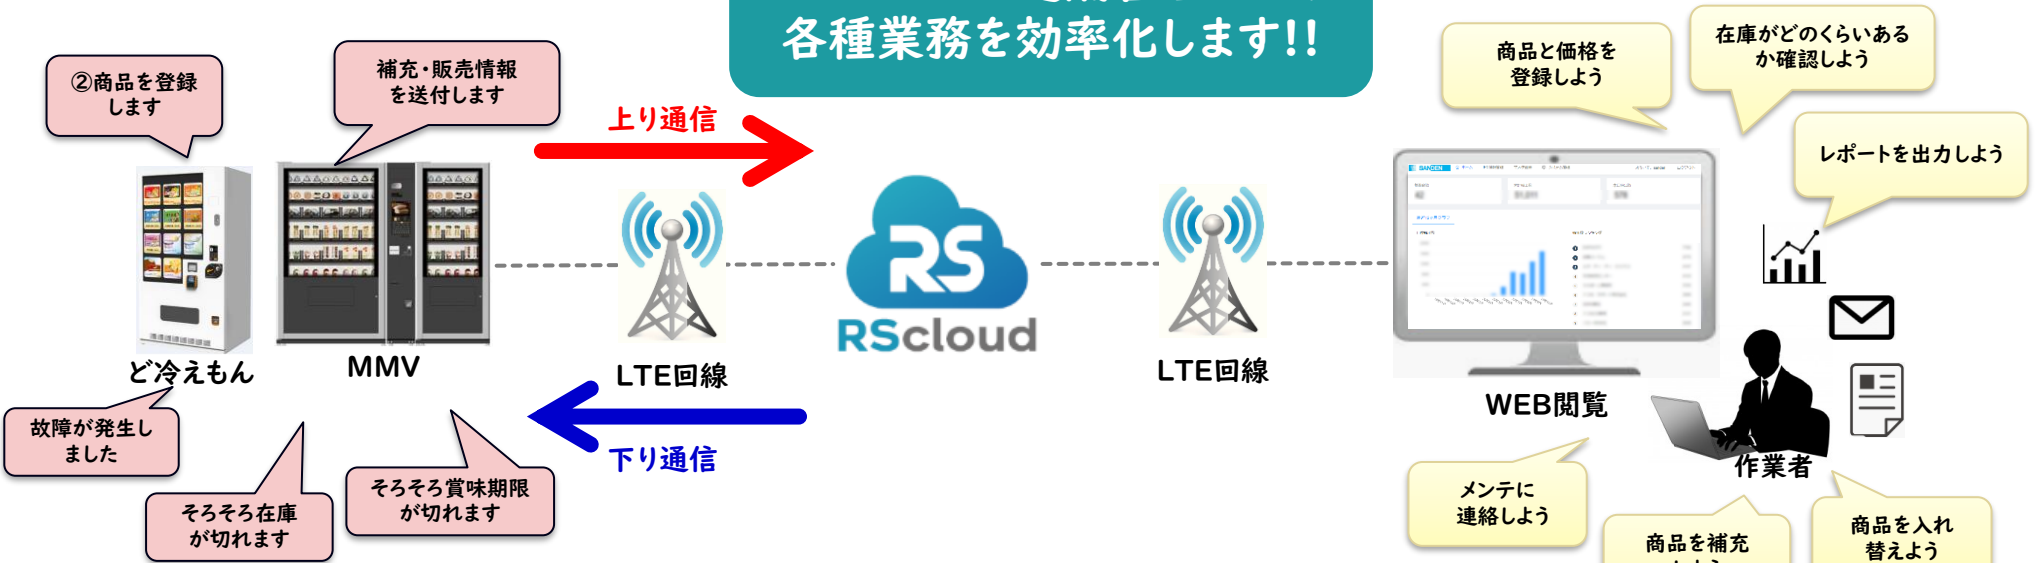 各種業務を効率化します!!
②商品を登録
します
補充・販売情報
を送付します
上り通信
商品と価格を
登録しよう
在庫がどのくらいある
か確認しよう
レポートを出力しよう
SANDEN
RS
RScloud
ど冷えもん
MMV
LTE回線
LTE回線
WEB閲覧
故障が発生し
ました
そろそろ在庫
が切れます
そろそろ賞味期限
が切れます
下り通信
作業者
メンテに
連絡しよう
商品を補充
商品を入れ
替えよう